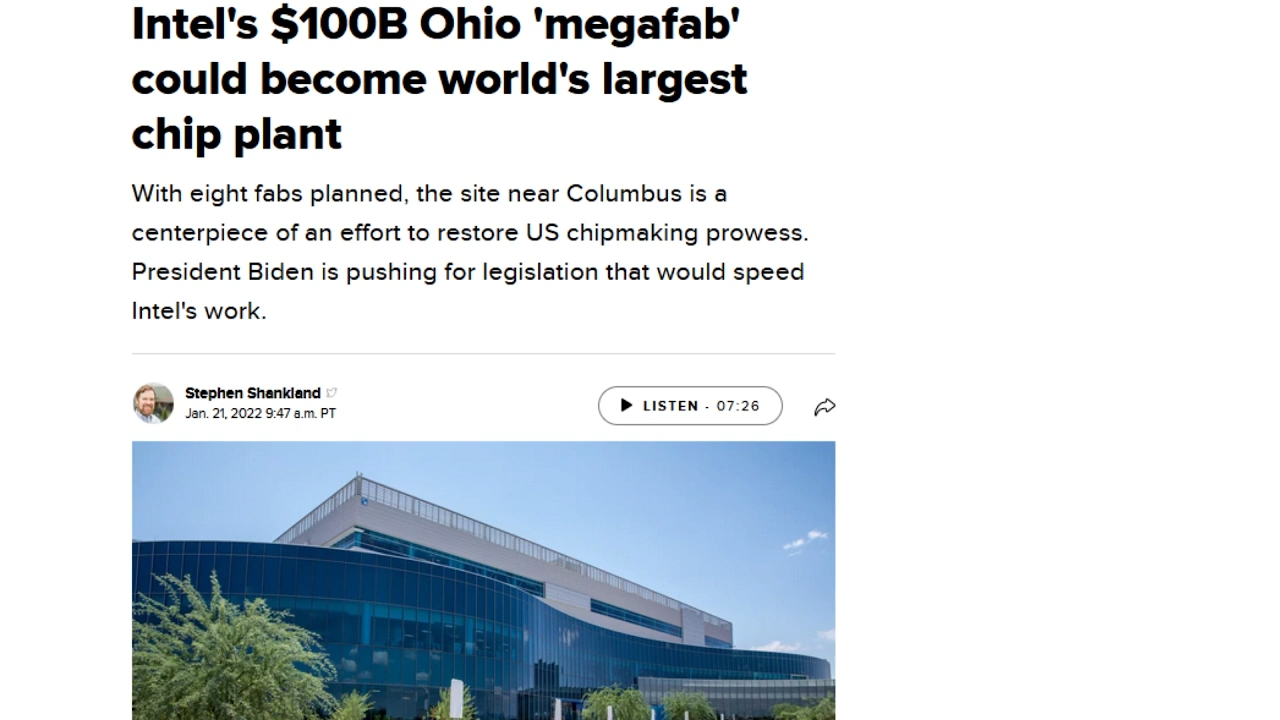 Intel's $100B Ohio 'megafab'
could become world's largest
chip plant
With eight fabs planned, the site near Columbus is a
centerpiece of an effort to restore US chipmaking prowess.
President Biden is pushing for legislation that would speed
Intel's work.
Stephen Shankland
Jan. 21, 2022 9:47 a.m. PT
LISTEN - 07:26